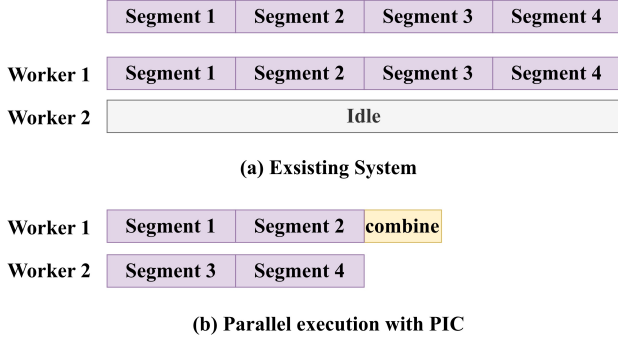 Segment 1 Segment 2 Segment 3 Segment 4
Worker 1 Segment 1 Segment 2 Segment 3 Segment 4
Worker 2 Idle
(a) Exsisting System
Worker 1 Segment 1 Segment 2 combine
Worker 2 Segment 3 Segment 4
(b) Parallel execution with PIC